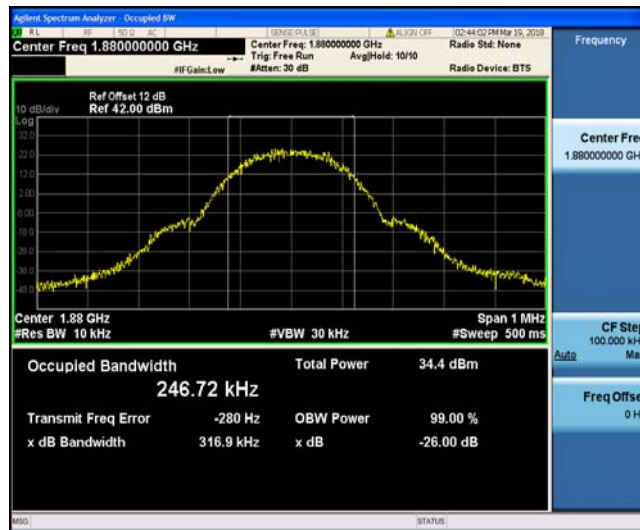 Agilent Spectrum Analyzer - Occupied BW
RL RF 50 Ω AC SENSE:PULSE ALIGN OFF 02:44:02 PM Mar 19, 2018
Center Freq 1.880000000 GHz Center Freq: 1.880000000 GHz Radio Std: None Frequency
Trig: Free Run Avg|Hold: 10/10
#IFGain:Low #Atten: 30 dB Radio Device: BTS
Ref Offset 12 dB
10 dB/div Ref 42.00 dBm
Log
32.0
22.0
12.0
2.00
-8.00
-18.0
-28.0
-38.0
-48.0
Center Fre
1.880000000 GH
Center 1.88 GHz Span 1 MHz
#Res BW 10 kHz #VBW 30 kHz #Sweep 500 ms
CF Ste
100.000 kH
Auto Ma
Occupied Bandwidth Total Power 34.4 dBm
246.72 kHz
Transmit Freq Error -280 Hz OBW Power 99.00 %
x dB Bandwidth 316.9 kHz x dB -26.00 dB
Freq Offse
0 H
MSG STATUS